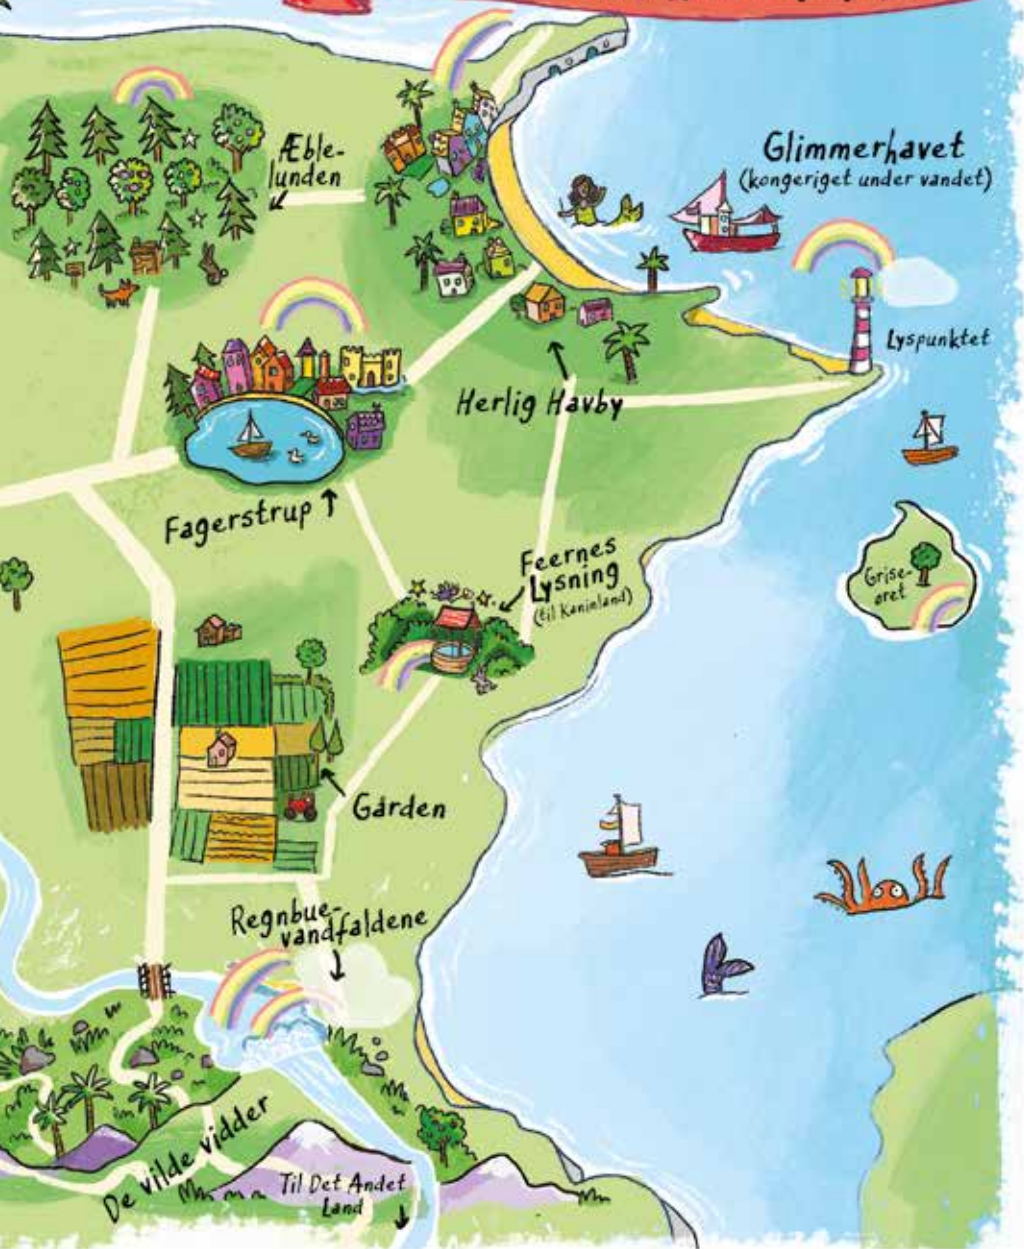 Æble-
lunden
Glimmerhavet
(kongeriget under vandet)
Lyspunktet
Herlig Havby
Fagerstrup
Feernes
Lysning
(til Kaninland)
Grise-
øret
Gården
Regnbue-
vandfaldene
De vilde vidder
Til Det Andet
Land